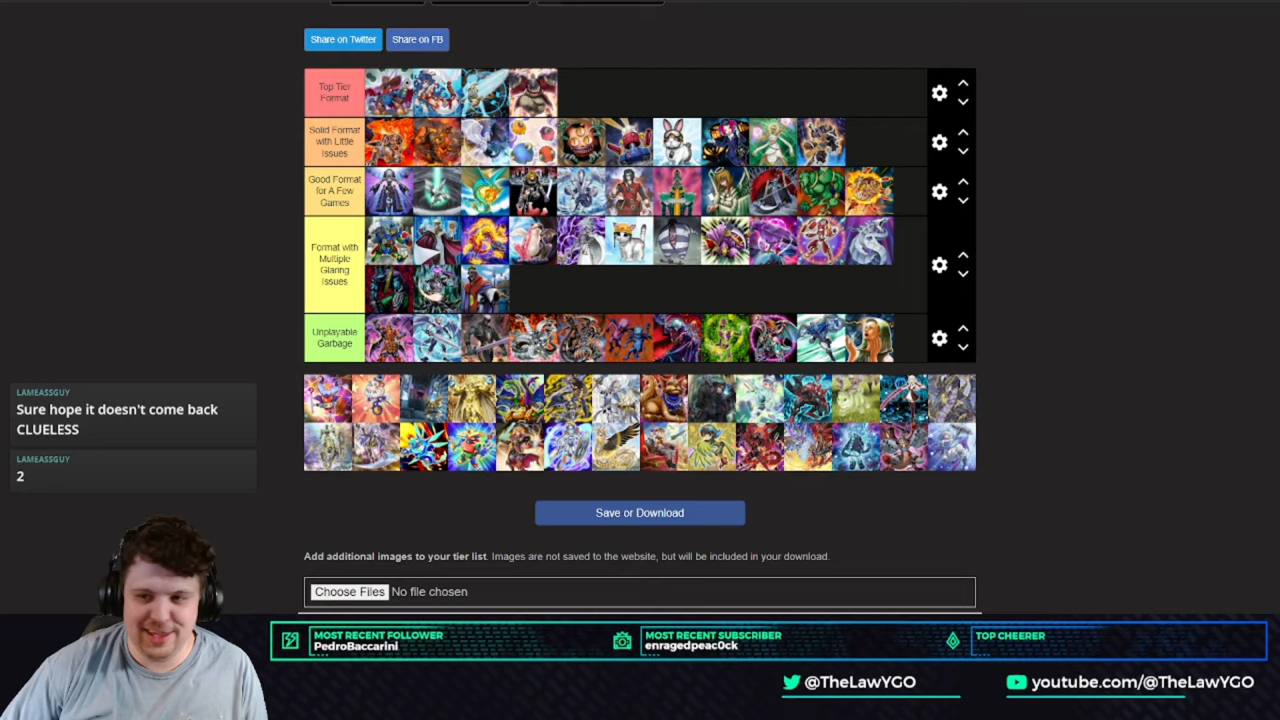 Share on Twitter
Share on FB
Top Tier
Format
Solid Format
with Little
Issues
Good Format
for A Few
Games
Format with
Multiple
Glaring
Issues
Unplayable
Garbage
LAMEASSGUY
Sure hope it doesn't come back
CLUELESS
LAMEASSGUY
2
Save or Download
Add additional images to your tier list. Images are not saved to the website, but will be included in your download.
Choose Files No file chosen
MOST RECENT FOLLOWER
PedroBaccarini
MOST RECENT SUBSCRIBER
enragedpeac0ck
TOP CHEERER
@TheLawYGO
youtube.com/@TheLawYGO